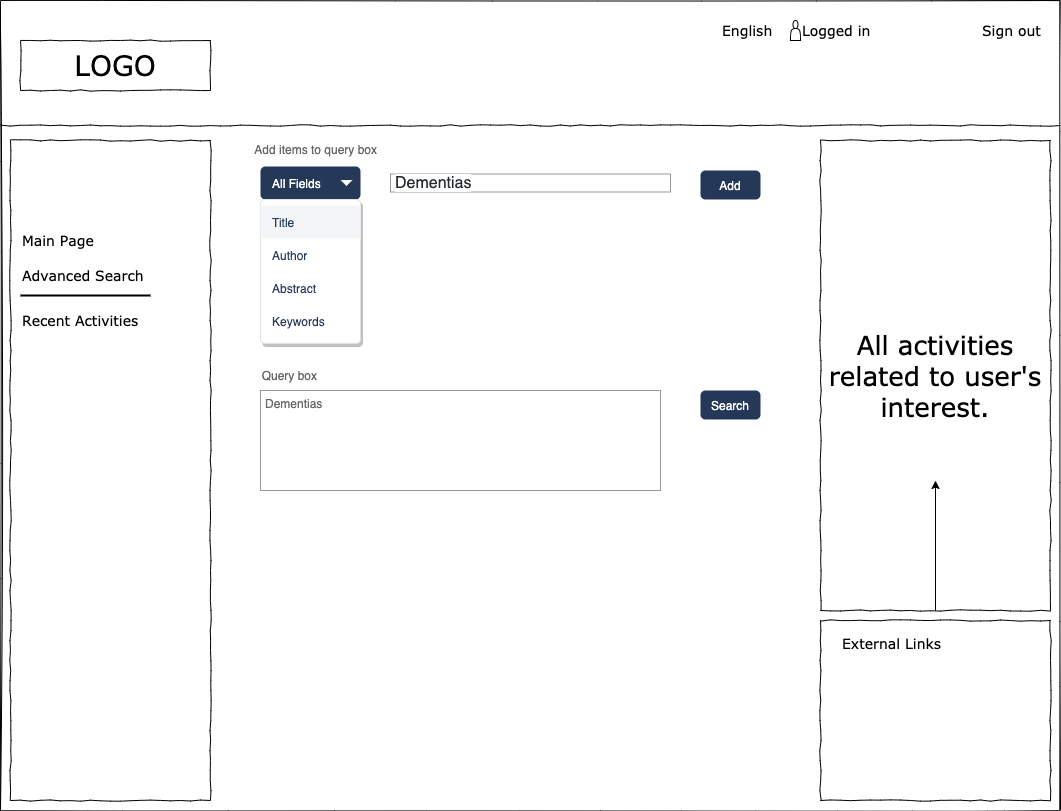 English
Logged in
Sign out
LOGO
Main Page
Advanced Search
Recent Activities
Add items to query box
All Fields
Dementias
Add
Title
Author
Abstract
Keywords
Query box
Dementias
Search
All activities
related to user's
interest.
External Links